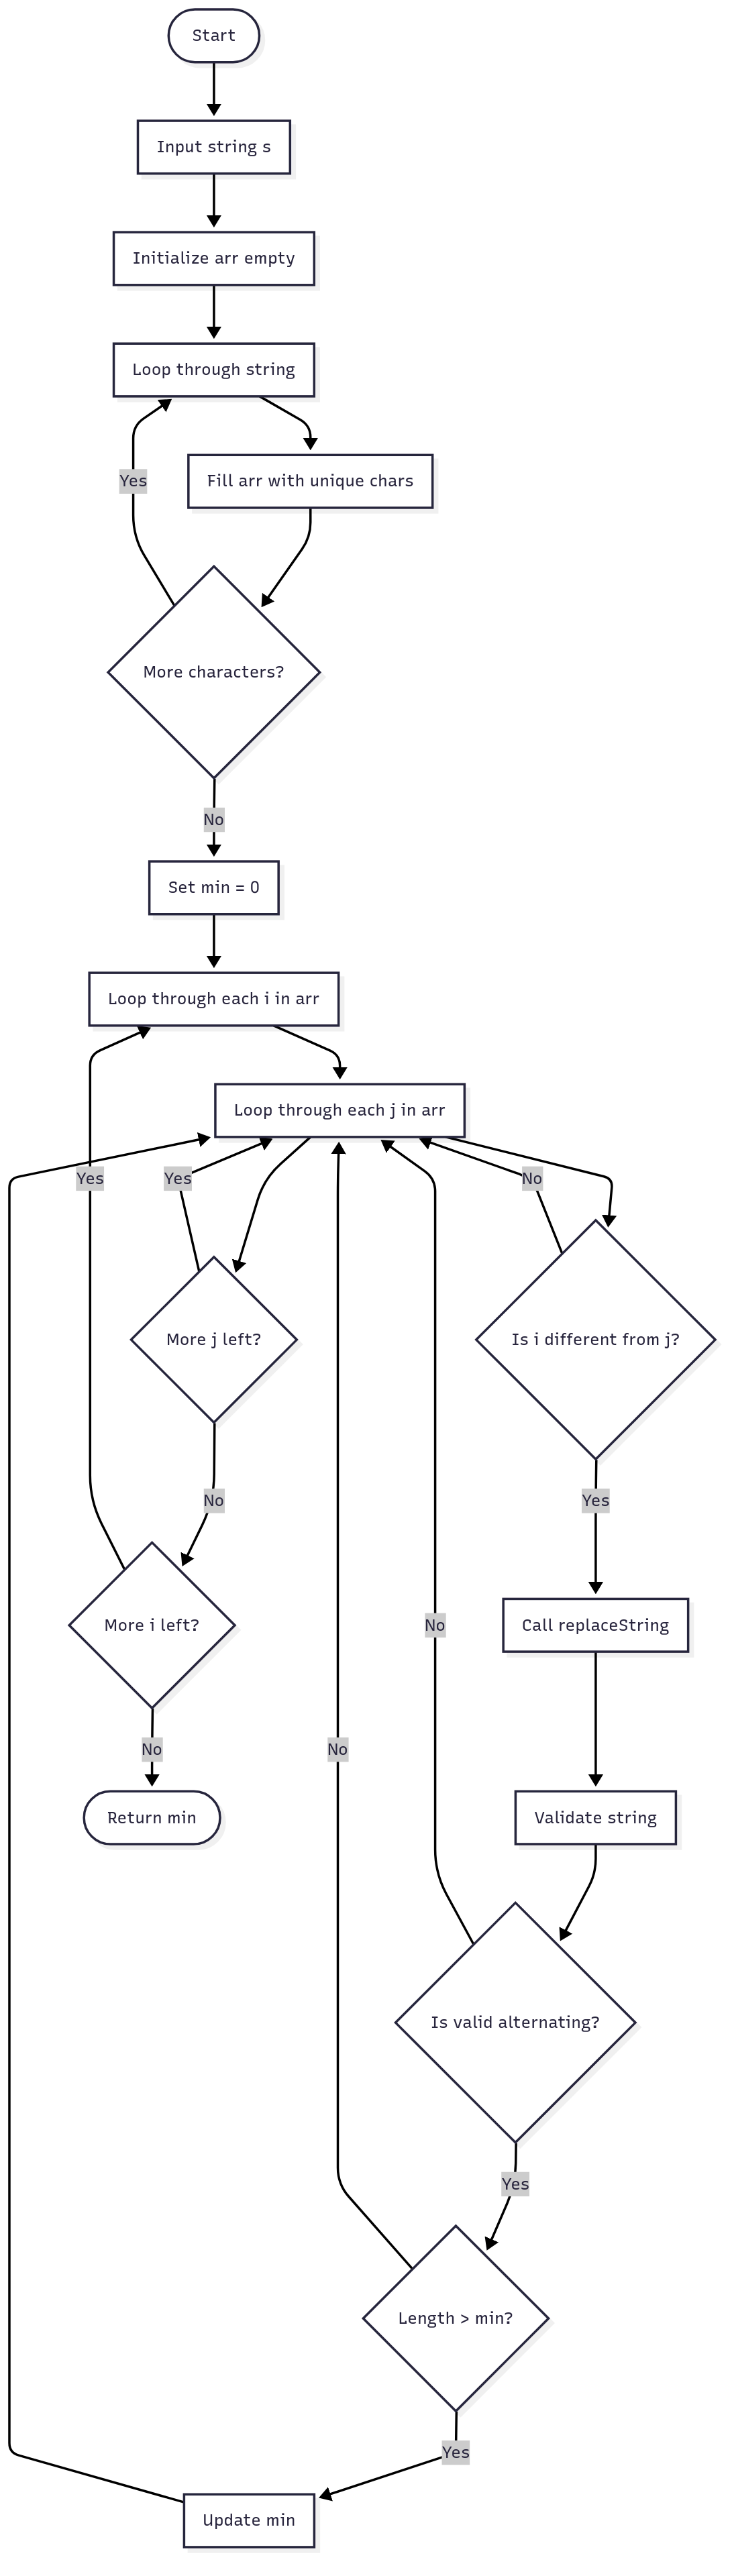 Start
Input string s
Initialize arr empty
Loop through string
Yes
Fill arr with unique chars
More characters?
No
Set min = 0
Loop through each i in arr
Loop through each j in arr
Yes
Yes
No
More j left?
Is i different from j?
No
Yes
More i left?
No
Call replaceString
No
No
Return min
Validate string
Is valid alternating?
Yes
Length > min?
Yes
Update min